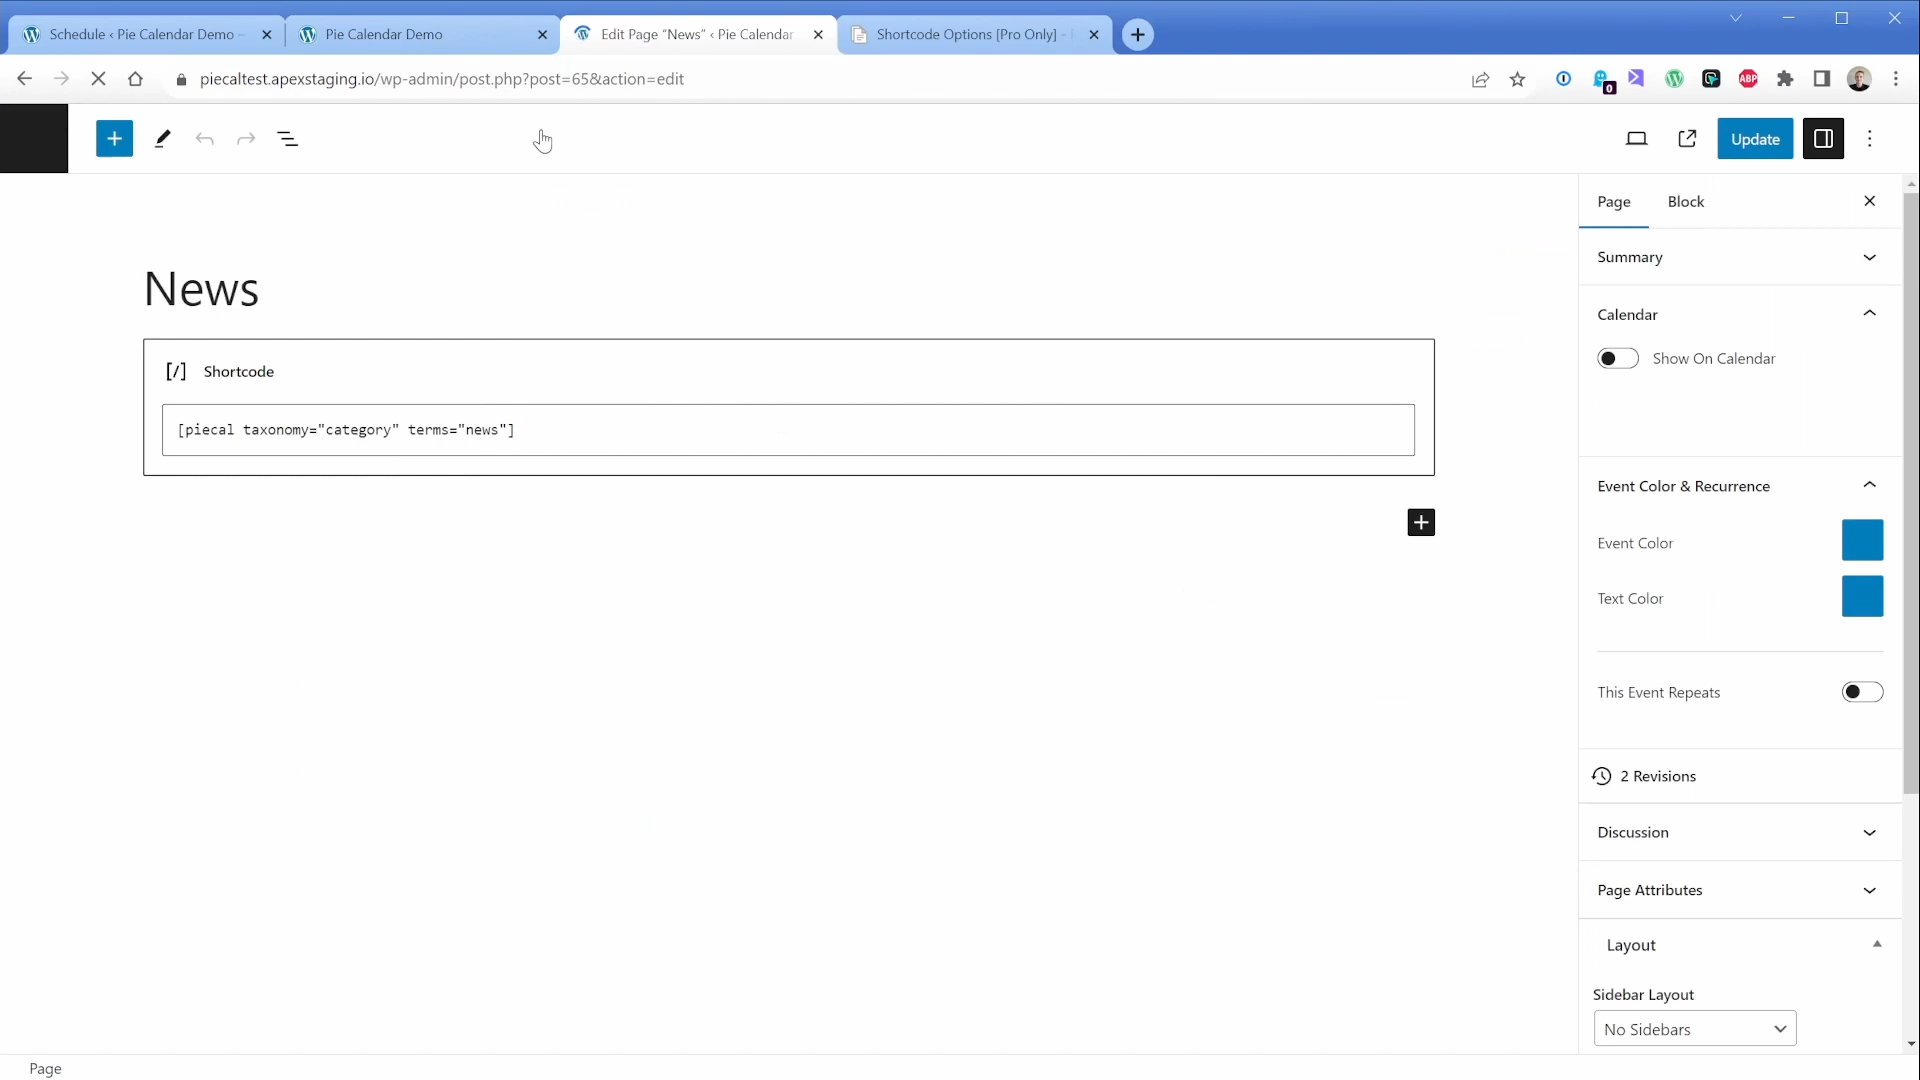 Schedule ‹ Pie Calendar Demo –
Pie Calendar Demo
Edit Page “News” ‹ Pie Calendar
Shortcode Options [Pro Only] -
piecaltest.apexstaging.io/wp-admin/post.php?post=65&action=edit
0
ABP
Update
Page
Block
Summary
News
Calendar
Show On Calendar
[/] Shortcode
[piecal taxonomy="category" terms="news"]
Event Color & Recurrence
Event Color
Text Color
This Event Repeats
2 Revisions
Discussion
Page Attributes
Layout
Sidebar Layout
No Sidebars
Page